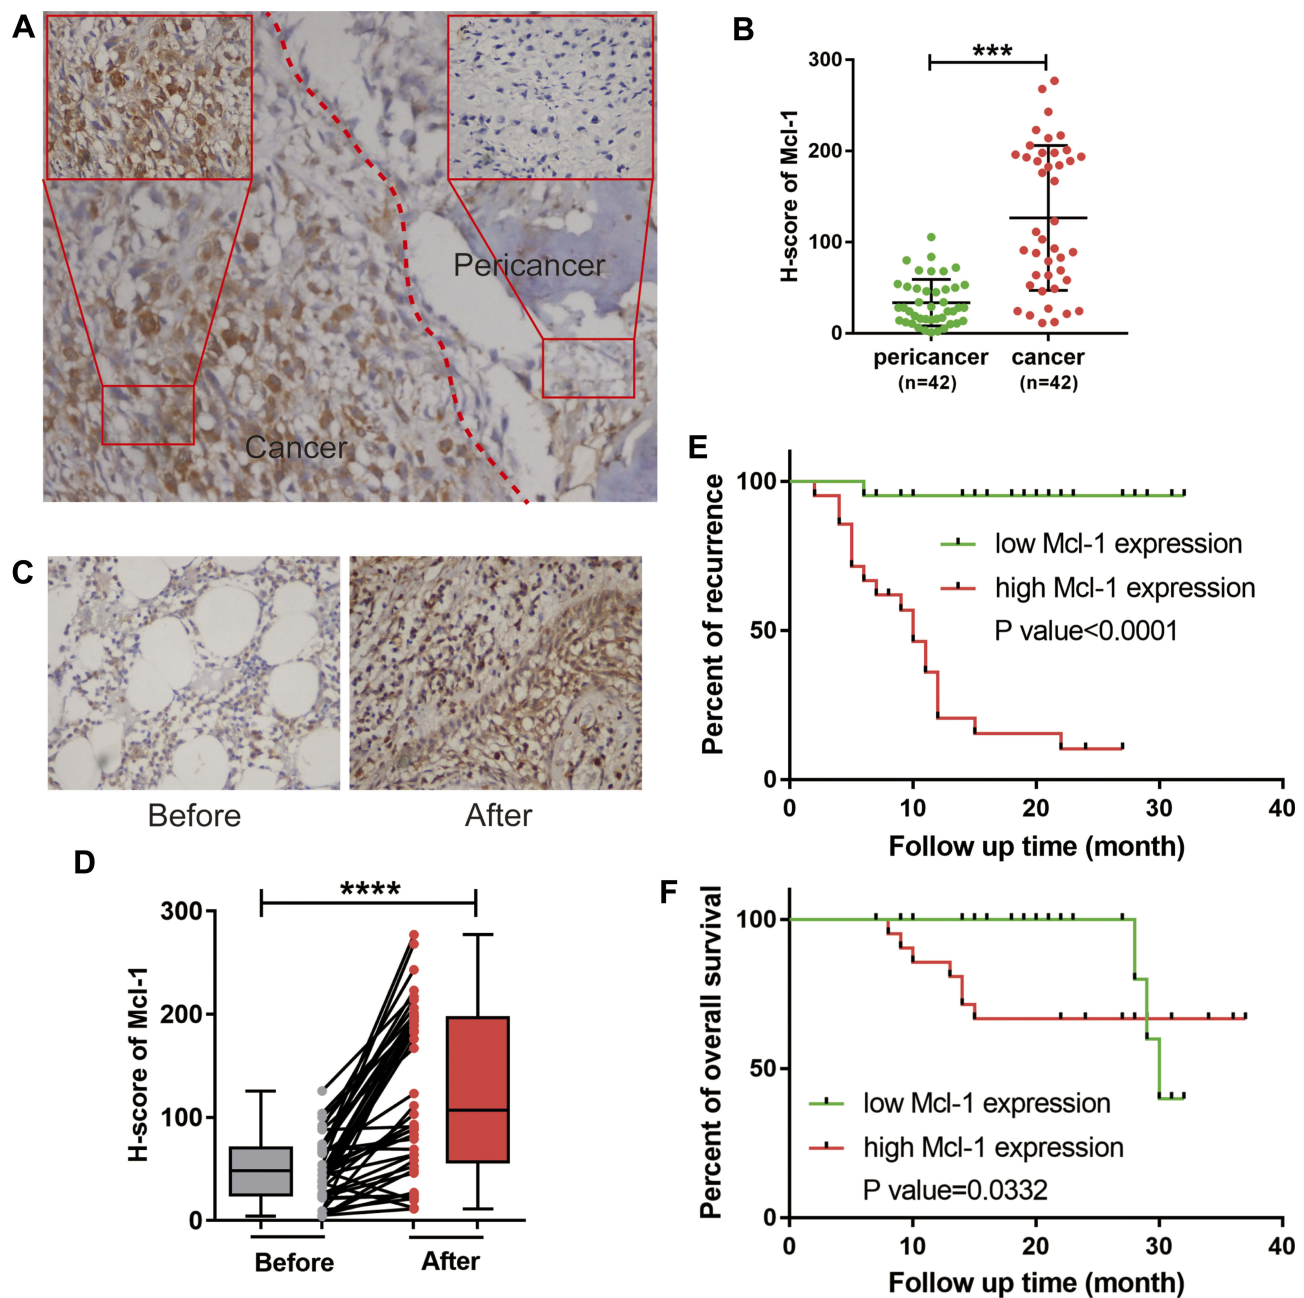 A
Pericancer
Cancer
B
***
H-score of Mcl-1
300
200
100
0
pericancer
cancer
(n=42)
(n=42)
C
Before
After
D
****
H-score of Mcl-1
300
200
100
0
Before
After
E
Percent of recurrence
100
50
0
low Mcl-1 expression
high Mcl-1 expression
P value<0.0001
0
10
20
30
40
Follow up time (month)
F
Percent of overall survival
100
50
0
low Mcl-1 expression
high Mcl-1 expression
P value=0.0332
0
10
20
30
40
Follow up time (month)